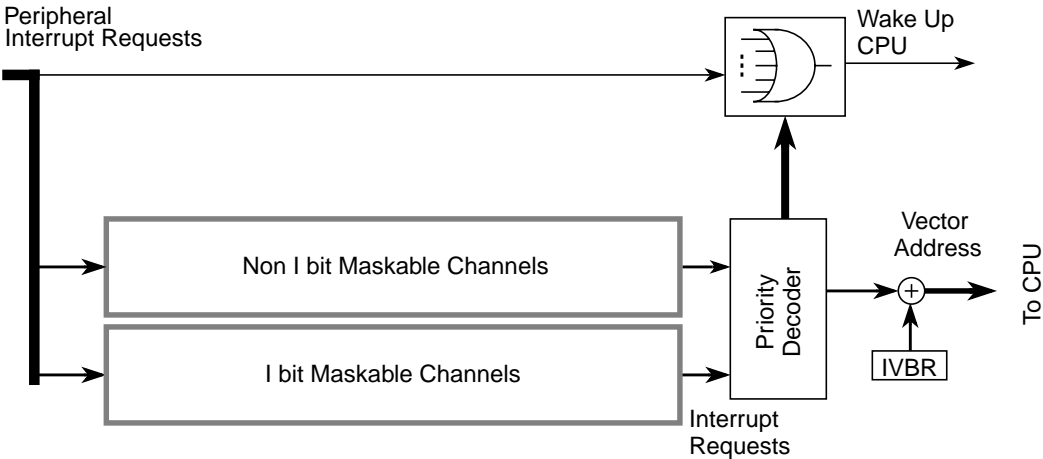 Peripheral
Interrupt Requests
Wake Up
CPU
Non I bit Maskable Channels
I bit Maskable Channels
Priority
Decoder
Interrupt
Requests
Vector
Address
+
IVBR
To CPU